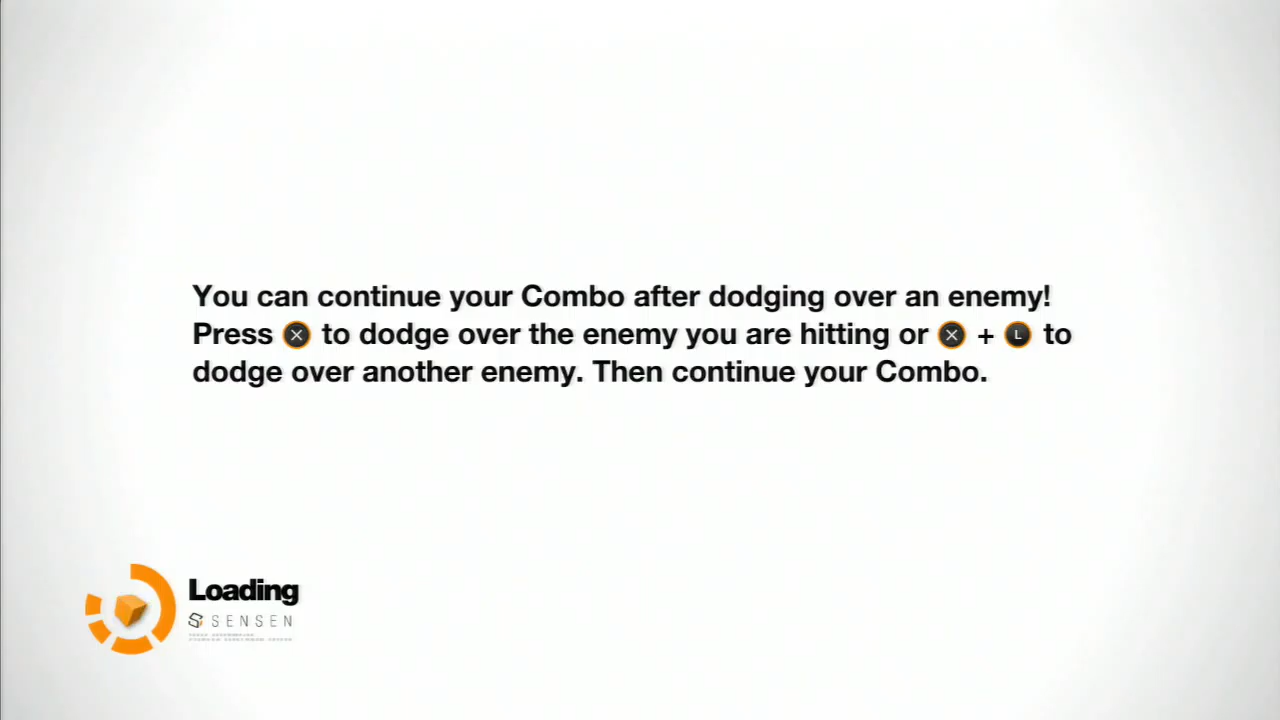 You can continue your Combo after dodging over an enemy!
Press X to dodge over the enemy you are hitting or X + L to
dodge over another enemy. Then continue your Combo.
Loading
SENSEN